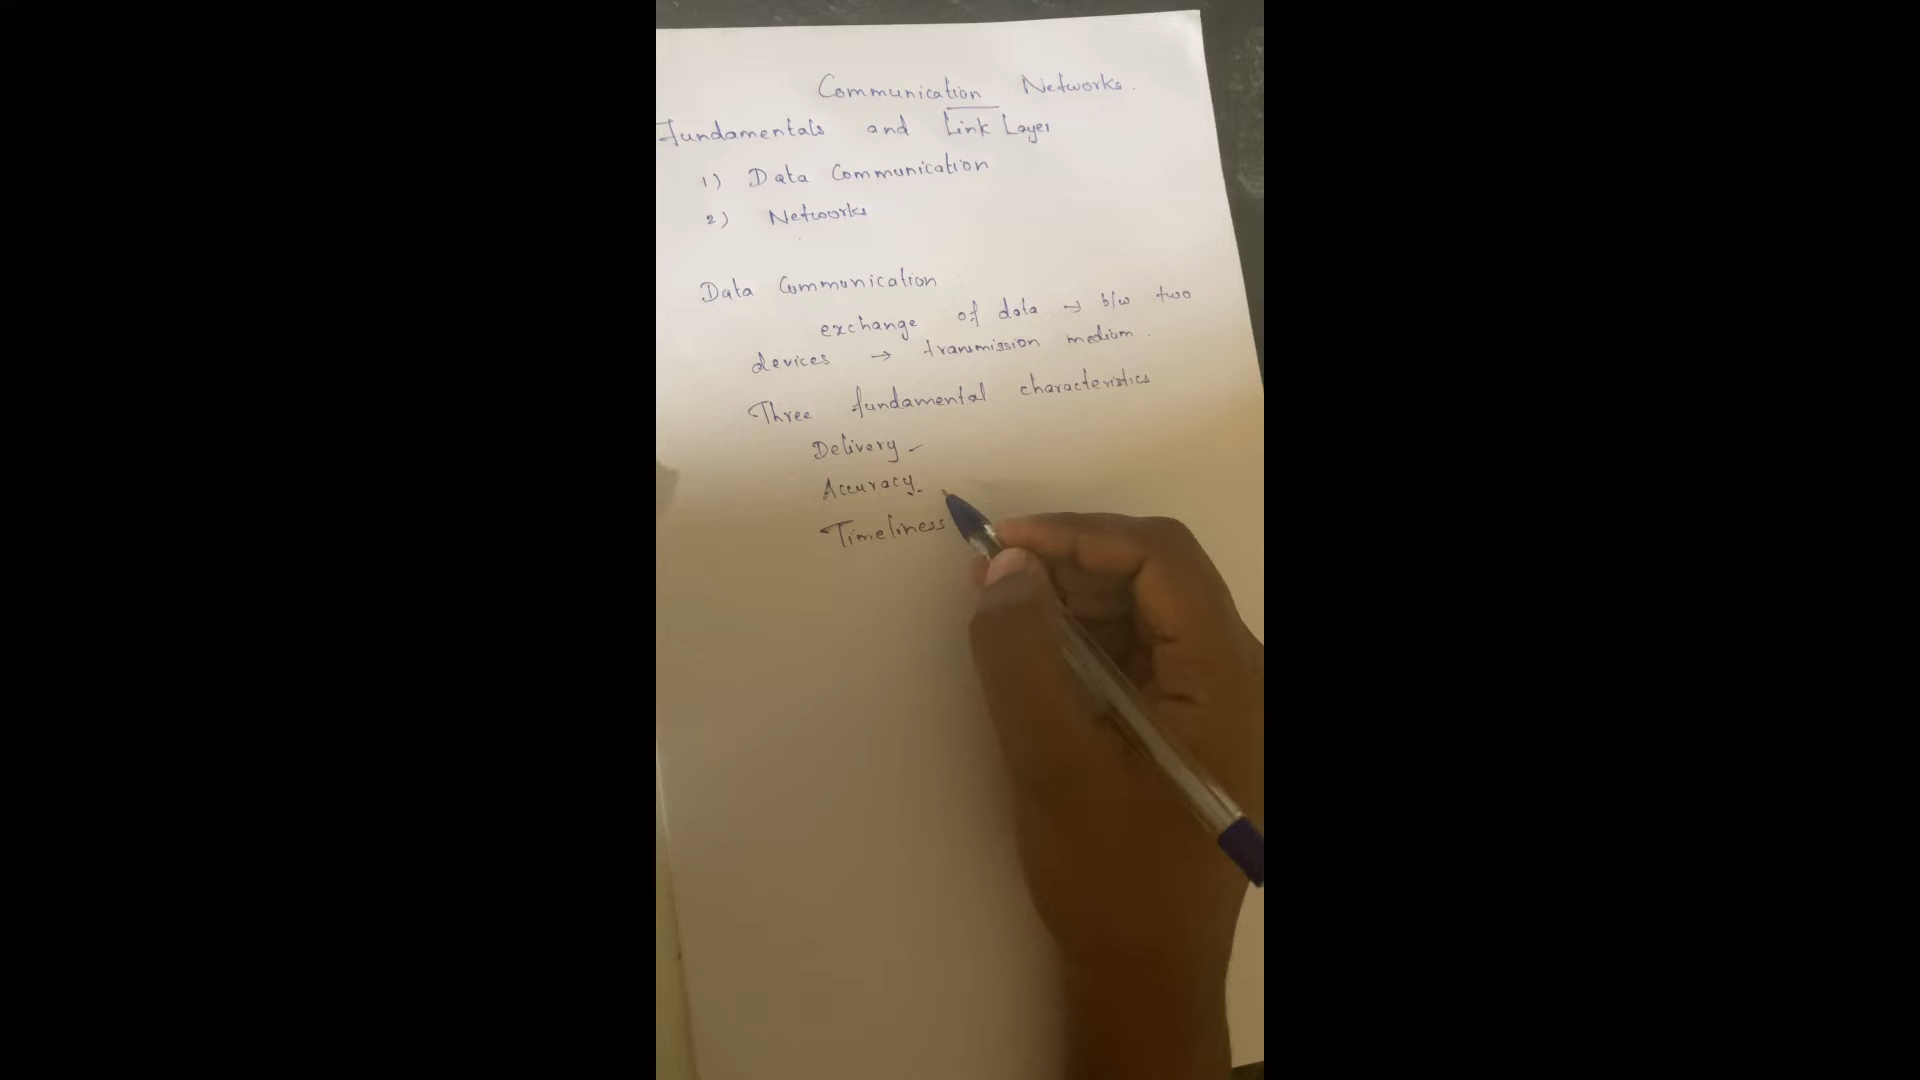 Communication Networks.
Fundamentals and Link Layer
1) Data Communication
2) Networks
Data Communication
exchange of data → b/w two
devices → transmission medium.
Three fundamental characteristics
Delivery -
Accuracy
Timeliness